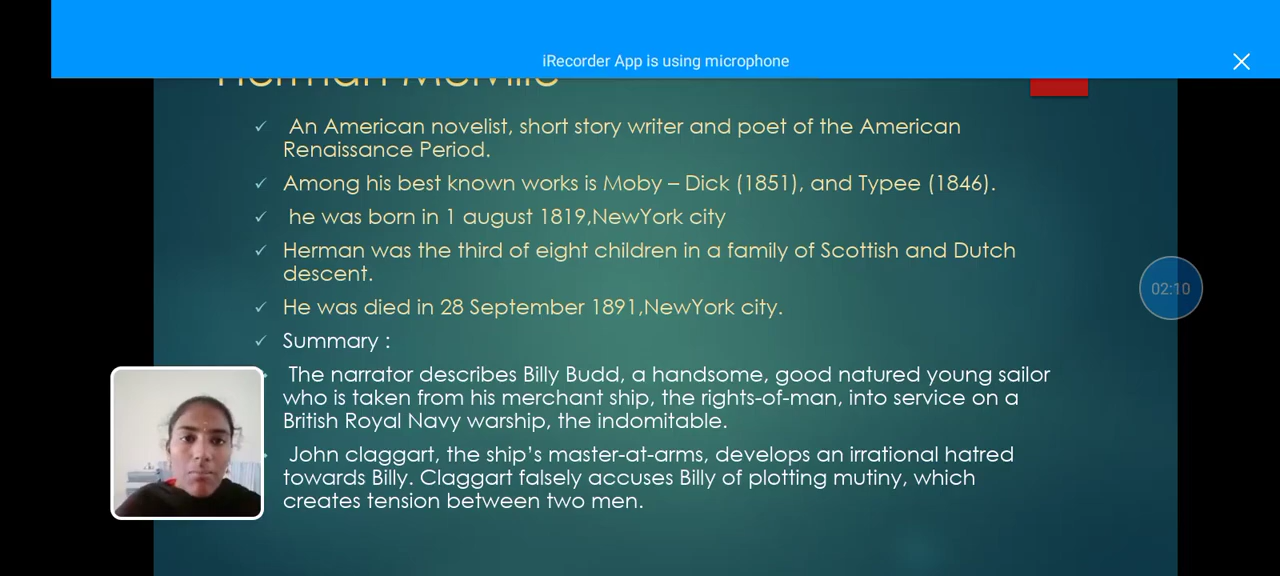 iRecorder App is using microphone
Herman Melville
An American novelist, short story writer and poet of the American
Renaissance Period.
Among his best known works is Moby – Dick (1851), and Typee (1846).
he was born in 1 august 1819,NewYork city
Herman was the third of eight children in a family of Scottish and Dutch
descent.
He was died in 28 September 1891,NewYork city.
02:10
Summary :
The narrator describes Billy Budd, a handsome, good natured young sailor
who is taken from his merchant ship, the rights-of-man, into service on a
British Royal Navy warship, the indomitable.
John claggart, the ship's master-at-arms, develops an irrational hatred
towards Billy. Claggart falsely accuses Billy of plotting mutiny, which
creates tension between two men.